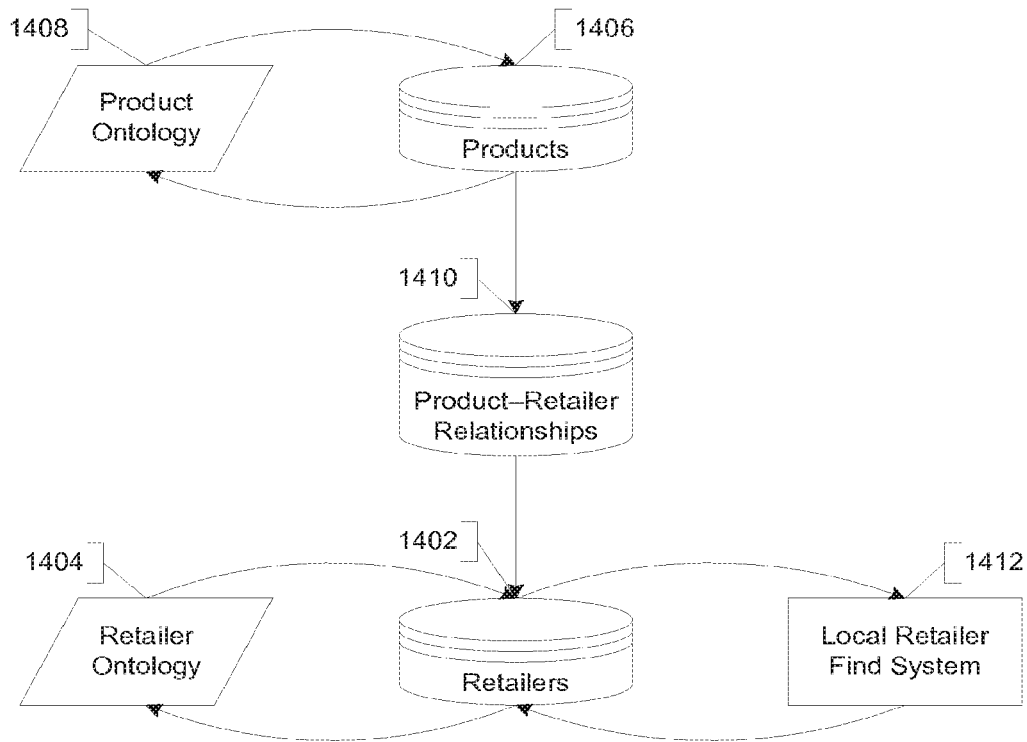 1408
1406
Product
Ontology
Products
1410
Product–Retailer
Relationships
1404
1402
1412
Retailer
Ontology
Retailers
Local Retailer
Find System